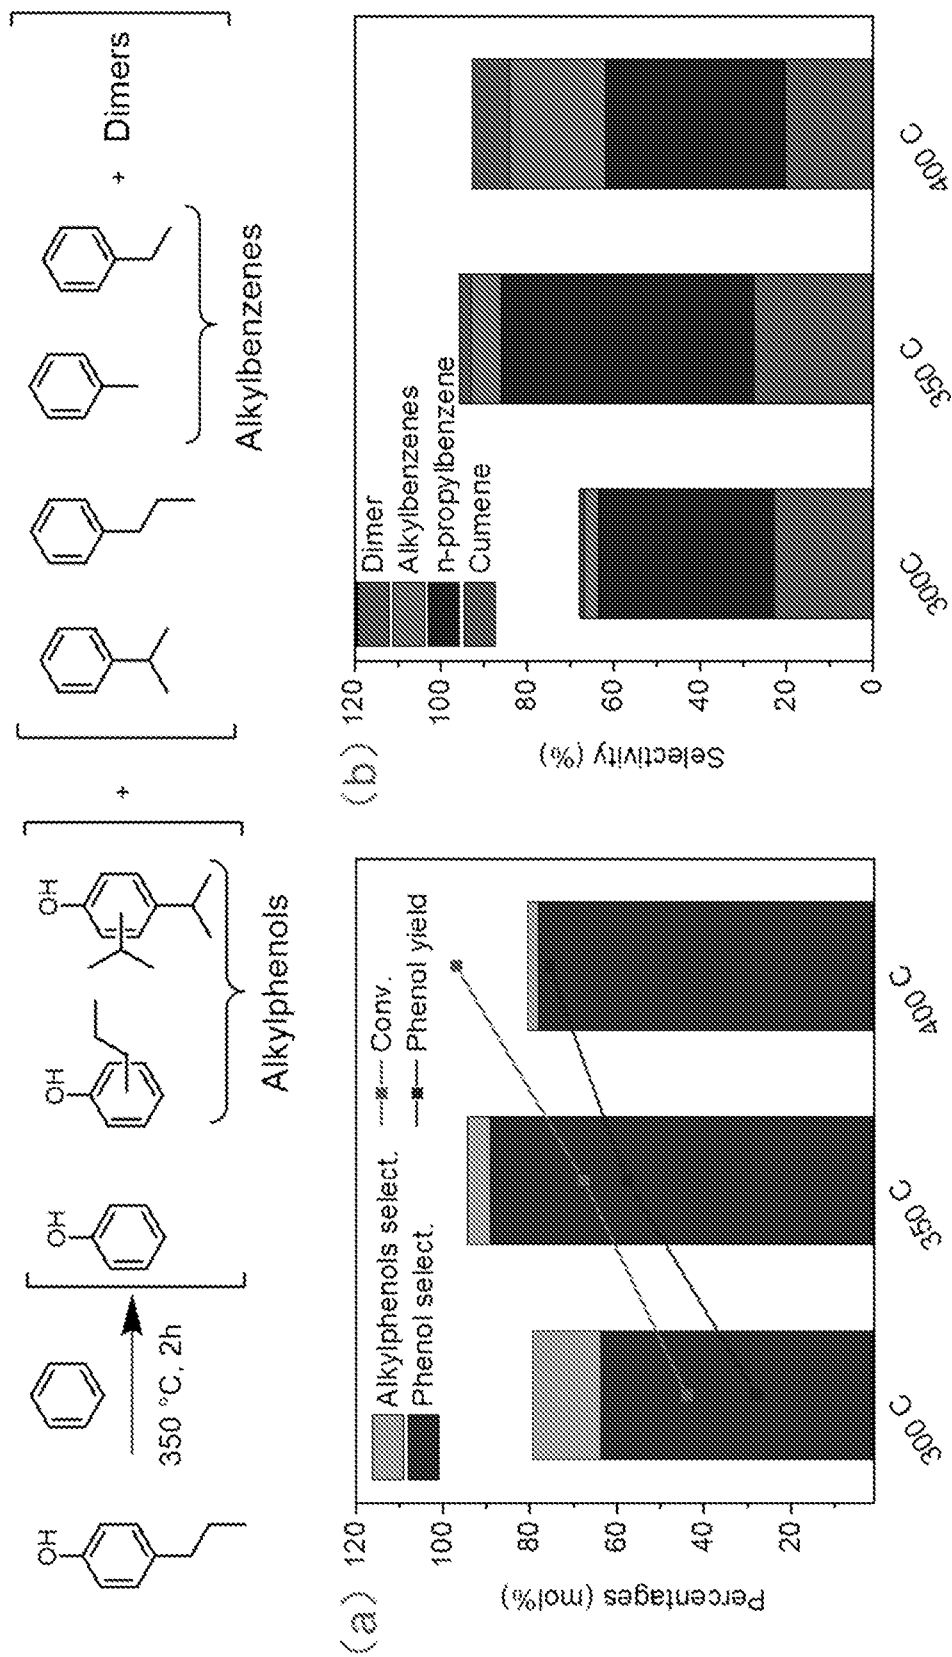 OH
350 °C, 2h
OH
OH
OH
Alkylphenols
+
Alkylbenzenes
+ Dimers
(a)
Percentages (mol%)
120
100
80
60
40
20
Alkylphenols select.
Phenol select.
Conv.
Phenol yield
300 C
350 C
400 C
(b)
Selectivity (%)
120
100
80
60
40
20
0
Dimer
Alkylbenzenes
n-propylbenzene
Cumene
300C
350 C
400 C